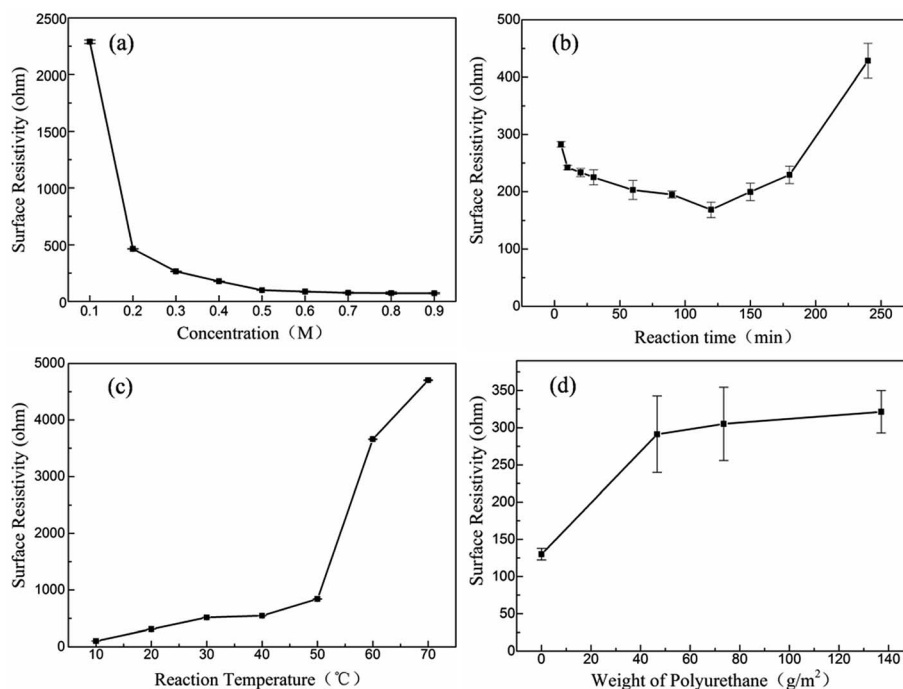 (a)
Surface Resistivity (ohm)
2500
2000
1500
1000
500
0
0.1 0.2 0.3 0.4 0.5 0.6 0.7 0.8 0.9
Concentration（M）
(b)
Surface Resistivity (ohm)
500
400
300
200
100
0
0 50 100 150 200 250
Reaction time（min）
(c)
Surface Resistivity (ohm)
5000
4000
3000
2000
1000
0
10 20 30 40 50 60 70
Reaction Temperature（℃）
(d)
Surface Resistivity (ohm)
350
300
250
200
150
100
50
0
0 20 40 60 80 100 120 140
Weight of Polyurethane（g/m²）